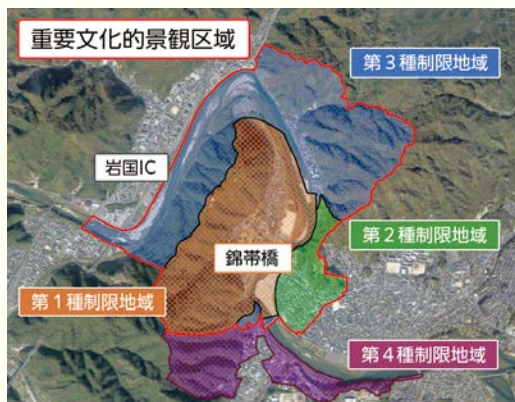 重要文化的景観区域
第3種制限地域
岩国IC
第2種制限地域
錦帯橋
第1種制限地域
第4種制限地域